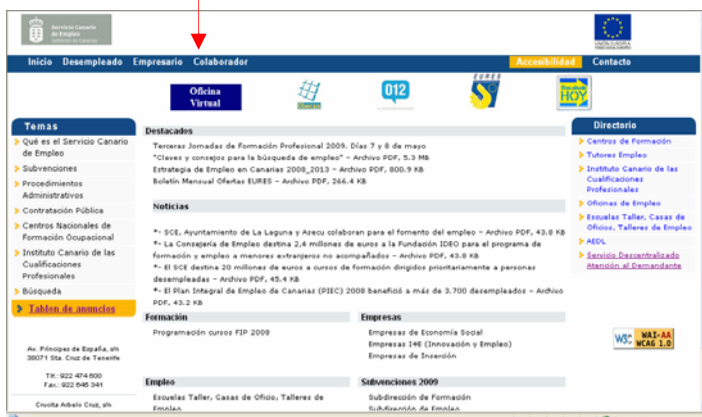 Servicio Canario
de Empleo
Gobierno de Canarias
UNIÓN EUROPEA
Inicio Desempleado Empresario Colaborador Accesibilidad Contacto
Oficina
Virtual
012
EURES
HOY
Temas
Qué es el Servicio Canario
de Empleo
Subvenciones
Procedimientos
Administrativos
Contratación Pública
Centros Nacionales de
Formación Ocupacional
Instituto Canario de las
Cualificaciones
Profesionales
Búsqueda
Tablon de anuncios
Av. Príncipes de España, s/n
38071 Sta. Cruz de Tenerife
Tlf.: 922 474 600
Fax.: 922 645 341
Crucita Arbelo Cruz, s/n
Destacados
Terceras Jornadas de Formación Profesional 2009. Días 7 y 8 de mayo
"Claves y consejos para la búsqueda de empleo" - Archivo PDF, 5.3 MB
Estrategia de Empleo en Canarias 2008_2013 - Archivo PDF, 800.9 KB
Boletín Mensual Ofertas EURES - Archivo PDF, 266.4 KB
Noticias
*- SCE, Ayuntamiento de La Laguna y Asecu colaboran para el fomento del empleo - Archivo PDF, 43.8 KB
*- La Consejería de Empleo destina 2,4 millones de euros a la Fundación IDEO para el programa de
formación y empleo a menores extranjeros no acompañados - Archivo PDF, 43.8 KB
*- El SCE destina 20 millones de euros a cursos de formación dirigidos prioritariamente a personas
desempleadas - Archivo PDF, 45.4 KB
*- El Plan Integral de Empleo de Canarias (PIEC) 2008 benefició a más de 3.700 desempleados - Archivo
PDF, 43.2 KB
Formación
Programación cursos FIP 2008
Empresas
Empresas de Economía Social
Empresas I+E (Innovación y Empleo)
Empresas de Inserción
Empleo
Escuelas Taller, Casas de Oficio, Talleres de
Empleo
Subvenciones 2009
Subdirección de Formación
Subdirección de Empleo
Directorio
Centros de Formación
Tutores Empleo
Instituto Canario de las
Cualificaciones
Profesionales
Oficinas de Empleo
Escuelas Taller, Casas de
Oficios, Talleres de Empleo
AEDL
Servicio Descentralizado
Atención al Demandante
W3C WAI-AA
WCAG 1.0